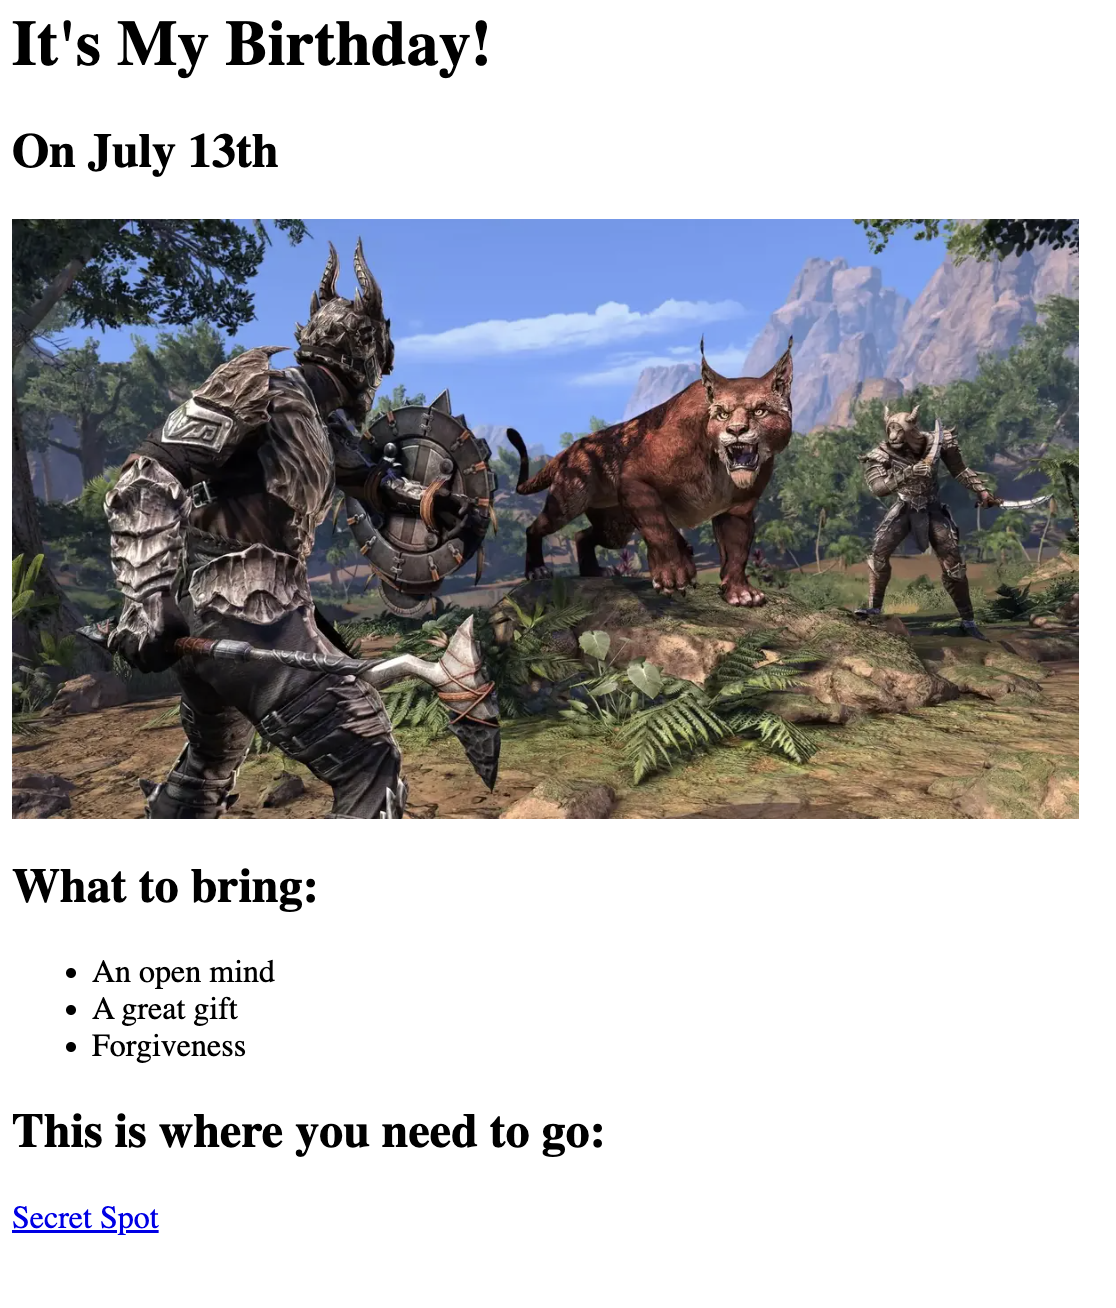 It's My Birthday!
On July 13th
What to bring:
An open mind
A great gift
Forgiveness
This is where you need to go:
Secret Spot